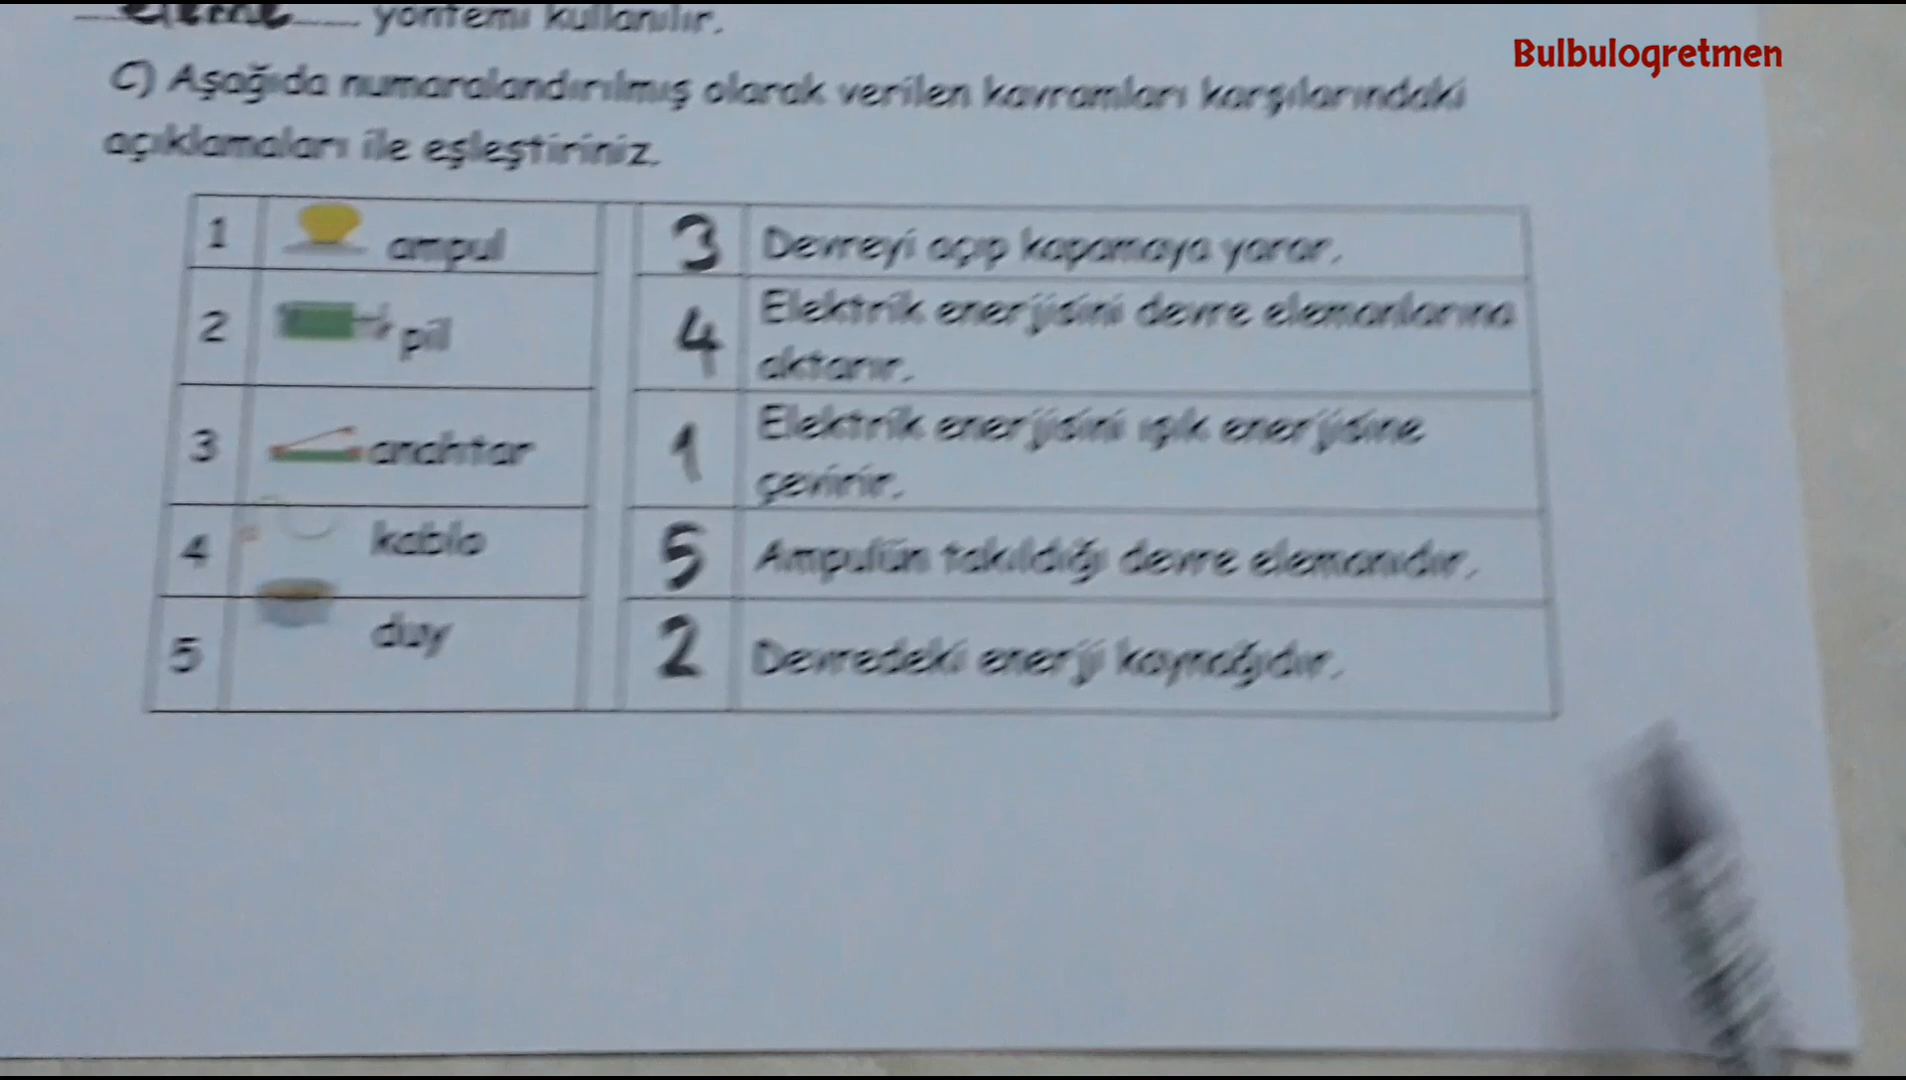 eleme yöntemi kullanılır.
Bulbulogretmen
C) Aşağıda numaralandırılmış olarak verilen kavramları karşılarındaki
açıklamaları ile eşleştiriniz.
1 ampul 3 Devreyi açıp kapamaya yarar.
2 pil 4 Elektrik enerjisini devre elemanlarına
aktarır.
3 anahtar 1 Elektrik enerjisini ışık enerjisine
çevirir.
4 kablo 5 Ampulün takıldığı devre elemanıdır.
5 duy 2 Devredeki enerji kaynağıdır.